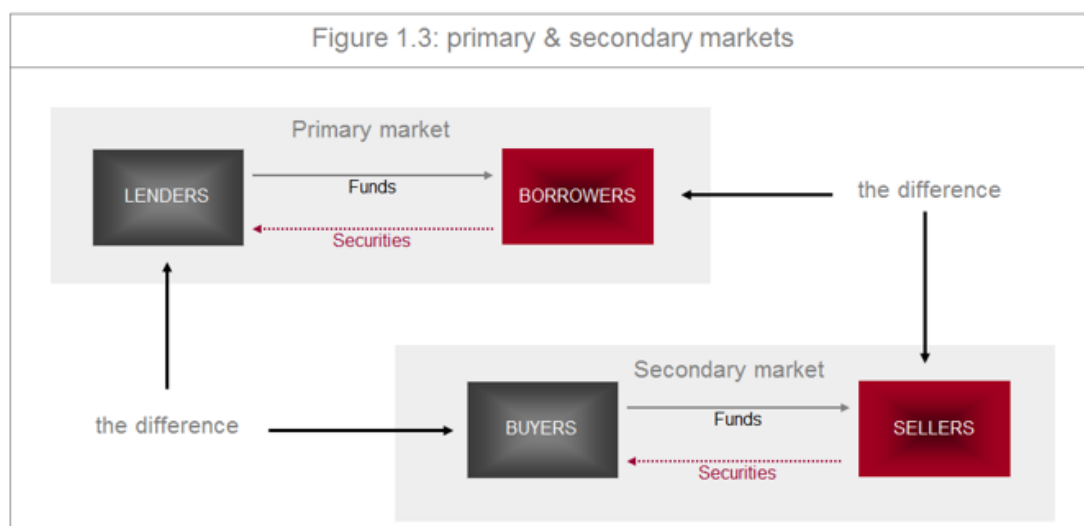 Figure 1.3: primary & secondary markets
Primary market
LENDERS
Funds
BORROWERS
Securities
the difference
the difference
Secondary market
BUYERS
Funds
SELLERS
Securities